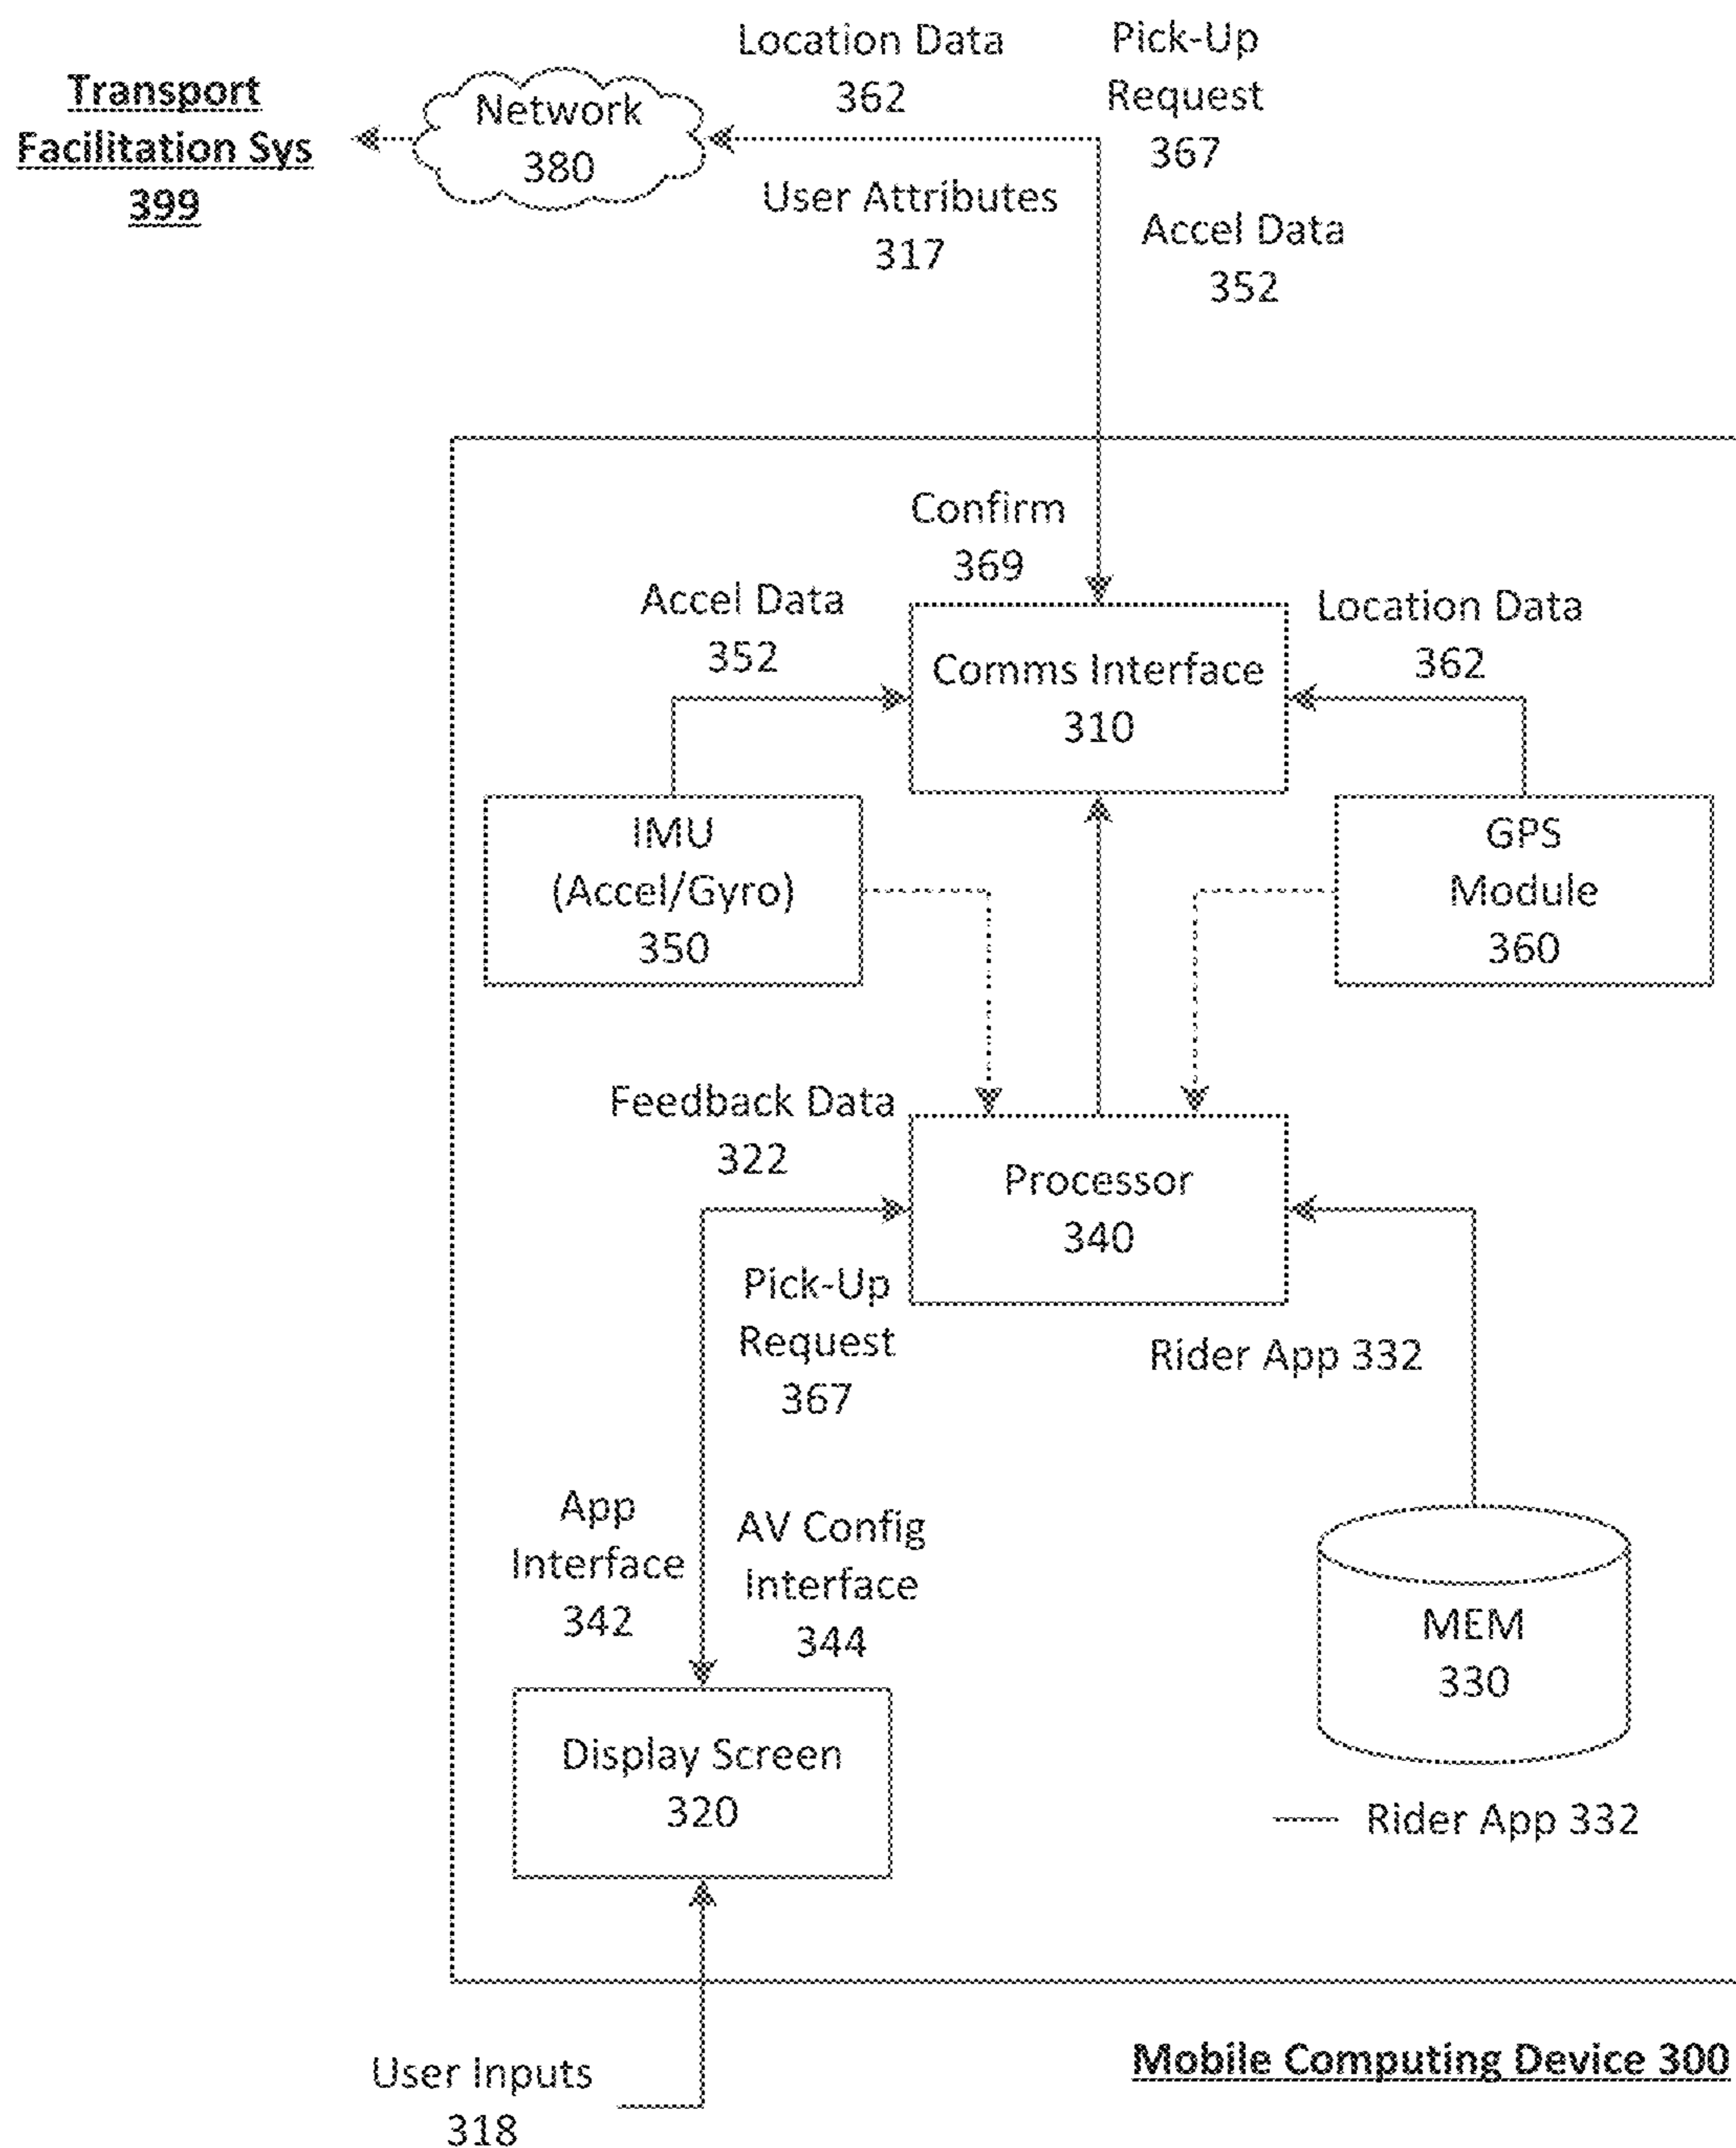 Location Data
362
Pick-Up
Request
367
Transport
Facilitation Sys
399
Network
380
User Attributes
317
Accel Data
352
Confirm
369
Accel Data
352
Comms Interface
310
Location Data
362
IMU
(Accel/Gyro)
350
GPS
Module
360
Feedback Data
322
Processor
340
Pick-Up
Request
367
Rider App 332
App
Interface
342
AV Config
Interface
344
MEM
330
Display Screen
320
Rider App 332
Mobile Computing Device 300
User Inputs
318